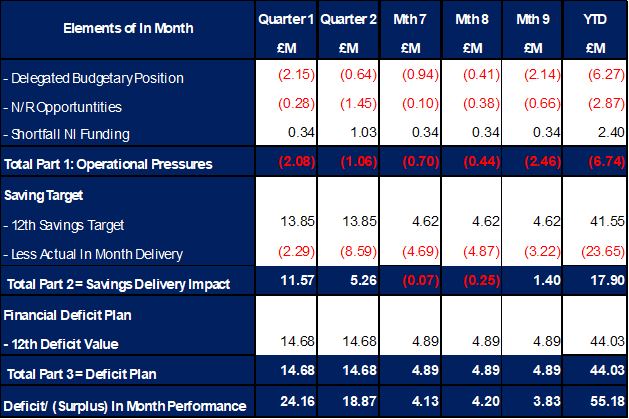 Elements of In Month Quarter 1 Quarter 2 Mth 7 Mth 8 Mth 9 YTD
£M £M £M £M £M £M
- Delegated Budgetary Position (2.15) (0.64) (0.94) (0.41) (2.14) (6.27)
- N/R Opportuntities (0.28) (1.45) (0.10) (0.38) (0.66) (2.87)
- Shortfall NI Funding 0.34 1.03 0.34 0.34 0.34 2.40
Total Part 1: Operational Pressures (2.08) (1.06) (0.70) (0.44) (2.46) (6.74)
Saving Target
- 12th Savings Target 13.85 13.85 4.62 4.62 4.62 41.55
- Less Actual In Month Delivery (2.29) (8.59) (4.69) (4.87) (3.22) (23.65)
Total Part 2 = Savings Delivery Impact 11.57 5.26 (0.07) (0.25) 1.40 17.90
Financial Deficit Plan
- 12th Deficit Value 14.68 14.68 4.89 4.89 4.89 44.03
Total Part 3 = Deficit Plan 14.68 14.68 4.89 4.89 4.89 44.03
Deficit/ (Surplus) In Month Performance 24.16 18.87 4.13 4.20 3.83 55.18